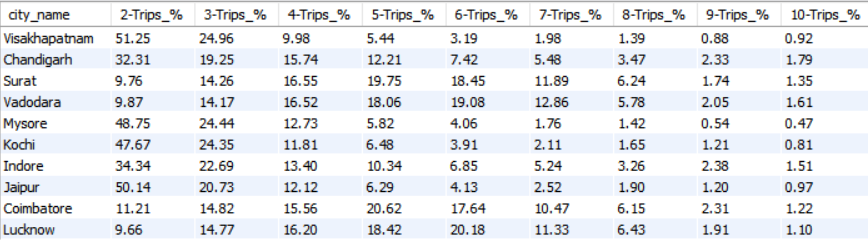 city_name 2-Trips_% 3-Trips_% 4-Trips_% 5-Trips_% 6-Trips_% 7-Trips_% 8-Trips_% 9-Trips_% 10-Trips_%
Visakhapatnam 51.25 24.96 9.98 5.44 3.19 1.98 1.39 0.88 0.92
Chandigarh 32.31 19.25 15.74 12.21 7.42 5.48 3.47 2.33 1.79
Surat 9.76 14.26 16.55 19.75 18.45 11.89 6.24 1.74 1.35
Vadodara 9.87 14.17 16.52 18.06 19.08 12.86 5.78 2.05 1.61
Mysore 48.75 24.44 12.73 5.82 4.06 1.76 1.42 0.54 0.47
Kochi 47.67 24.35 11.81 6.48 3.91 2.11 1.65 1.21 0.81
Indore 34.34 22.69 13.40 10.34 6.85 5.24 3.26 2.38 1.51
Jaipur 50.14 20.73 12.12 6.29 4.13 2.52 1.90 1.20 0.97
Coimbatore 11.21 14.82 15.56 20.62 17.64 10.47 6.15 2.31 1.22
Lucknow 9.66 14.77 16.20 18.42 20.18 11.33 6.43 1.91 1.10